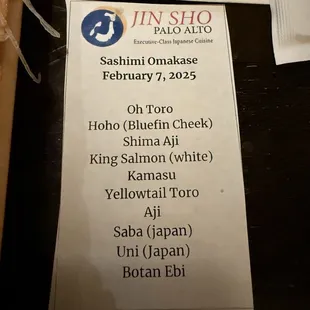 JIN SHO
PALO ALTO
Executive-Class Japanese Cuisine
Sashimi Omakase
February 7, 2025
Oh Toro
Hoho (Bluefin Cheek)
Shima Aji
King Salmon (white)
Kamasu
Yellowtail Toro
Aji
Saba (japan)
Uni (Japan)
Botan Ebi